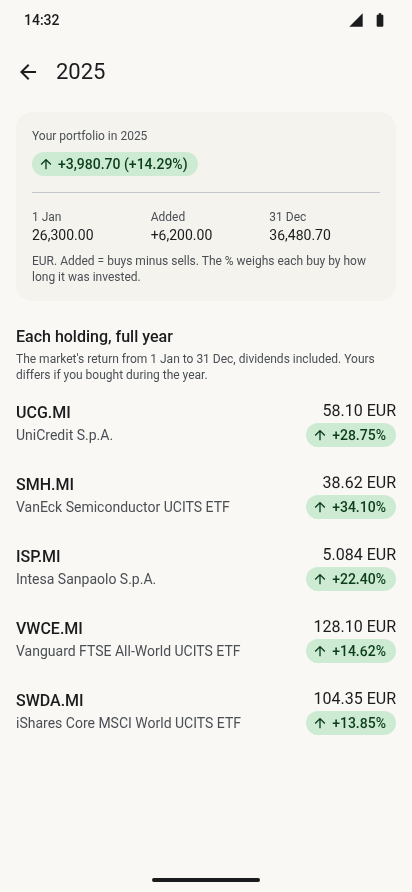 14:32
2025
Your portfolio in 2025
+3,980.70 (+14.29%)
1 Jan
Added
31 Dec
26,300.00
+6,200.00
36,480.70
EUR. Added = buys minus sells. The % weighs each buy by how
long it was invested.
Each holding, full year
The market's return from 1 Jan to 31 Dec, dividends included. Yours
differs if you bought during the year.
UCG.MI
58.10 EUR
UniCredit S.p.A.
+28.75%
SMH.MI
38.62 EUR
VanEck Semiconductor UCITS ETF
+34.10%
ISP.MI
5.084 EUR
Intesa Sanpaolo S.p.A.
+22.40%
VWCE.MI
128.10 EUR
Vanguard FTSE All-World UCITS ETF
+14.62%
SWDA.MI
104.35 EUR
iShares Core MSCI World UCITS ETF
+13.85%